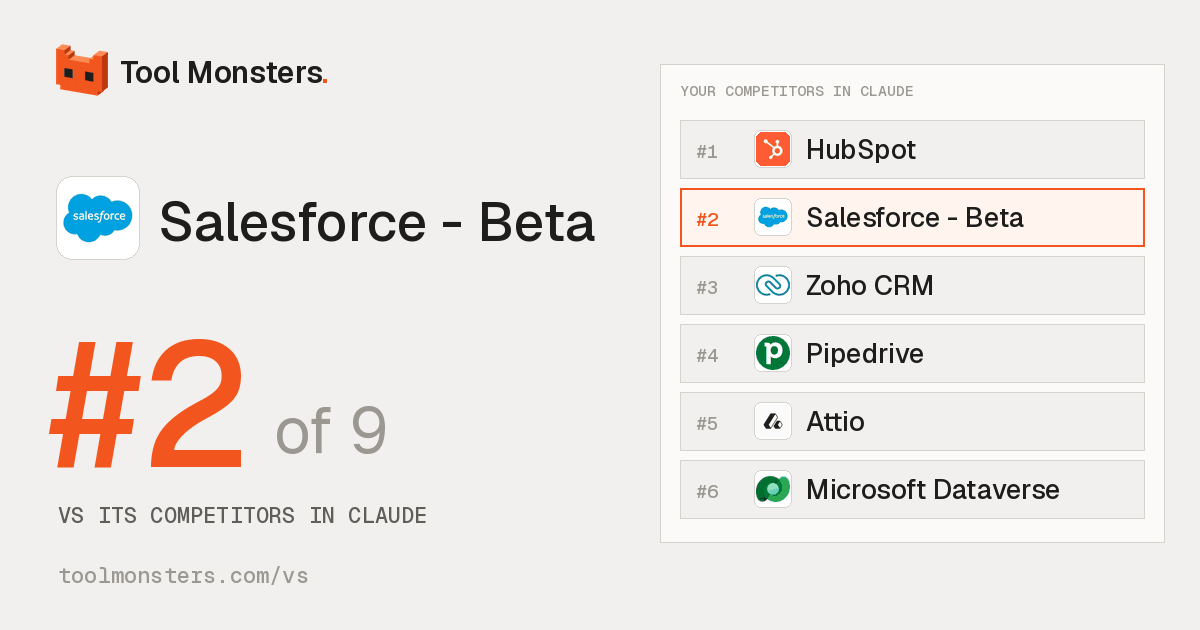 Tool Monsters.
salesforce
Salesforce - Beta
#2 of 9
VS ITS COMPETITORS IN CLAUDE
toolmonsters.com/vs
YOUR COMPETITORS IN CLAUDE
#1 HubSpot
#2 salesforce Salesforce - Beta
#3 Zoho CRM
#4 Pipedrive
#5 Attio
#6 Microsoft Dataverse